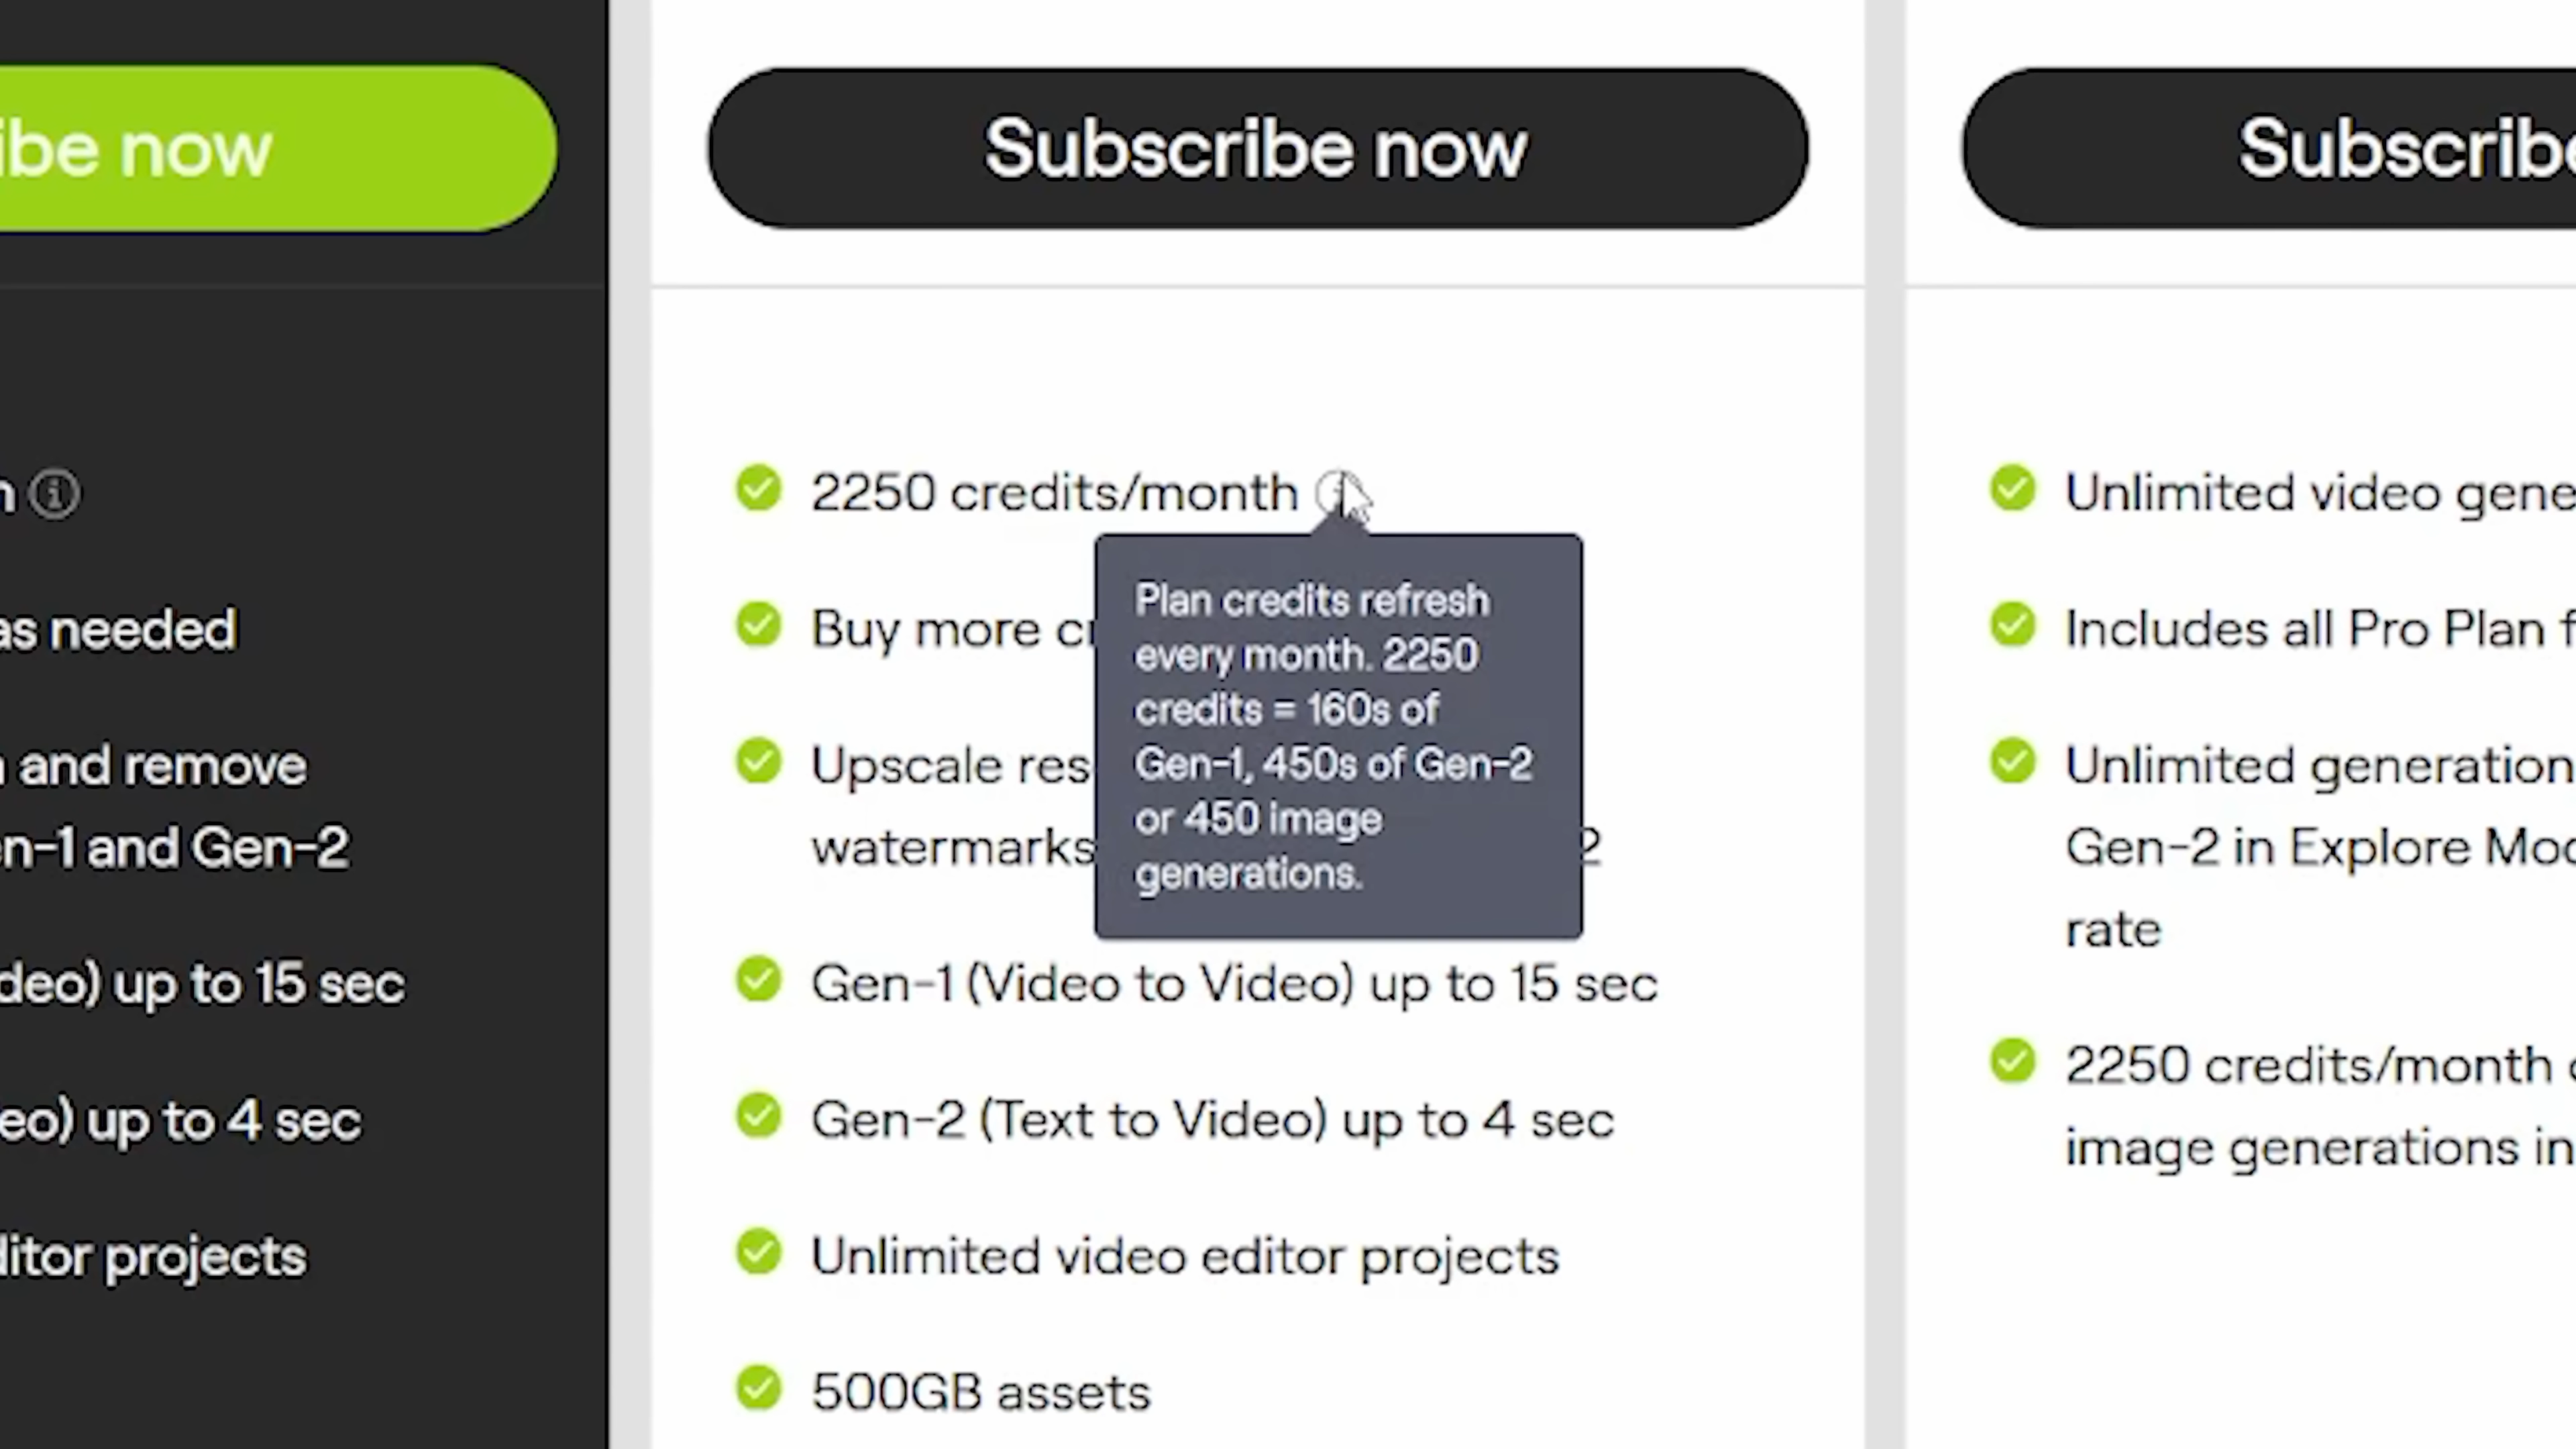 ibe now
as needed
and remove
n-1 and Gen-2
deo) up to 15 sec
eo) up to 4 sec
ditor projects
Subscribe now
2250 credits/month
Buy more
Plan credits refresh
every month. 2250
credits = 160s of
Gen-1, 450s of Gen-2
or 450 image
generations.
Upscale res
watermarks 2
Gen-1 (Video to Video) up to 15 sec
Gen-2 (Text to Video) up to 4 sec
Unlimited video editor projects
500GB assets
Subscribe
Unlimited video gene
Includes all Pro Plan f
Unlimited generation
Gen-2 in Explore Mod
rate
2250 credits/month
image generations in